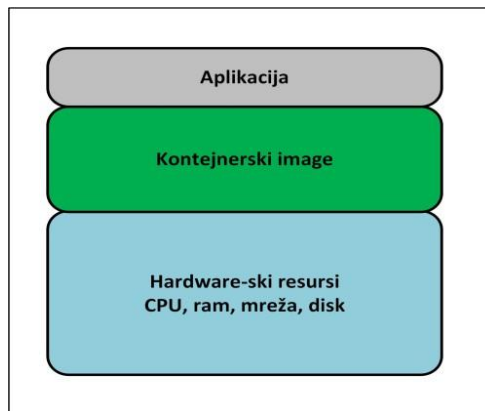 Aplikacija
Kontejnerski image
Hardware-ski resursi
CPU, ram, mreža, disk